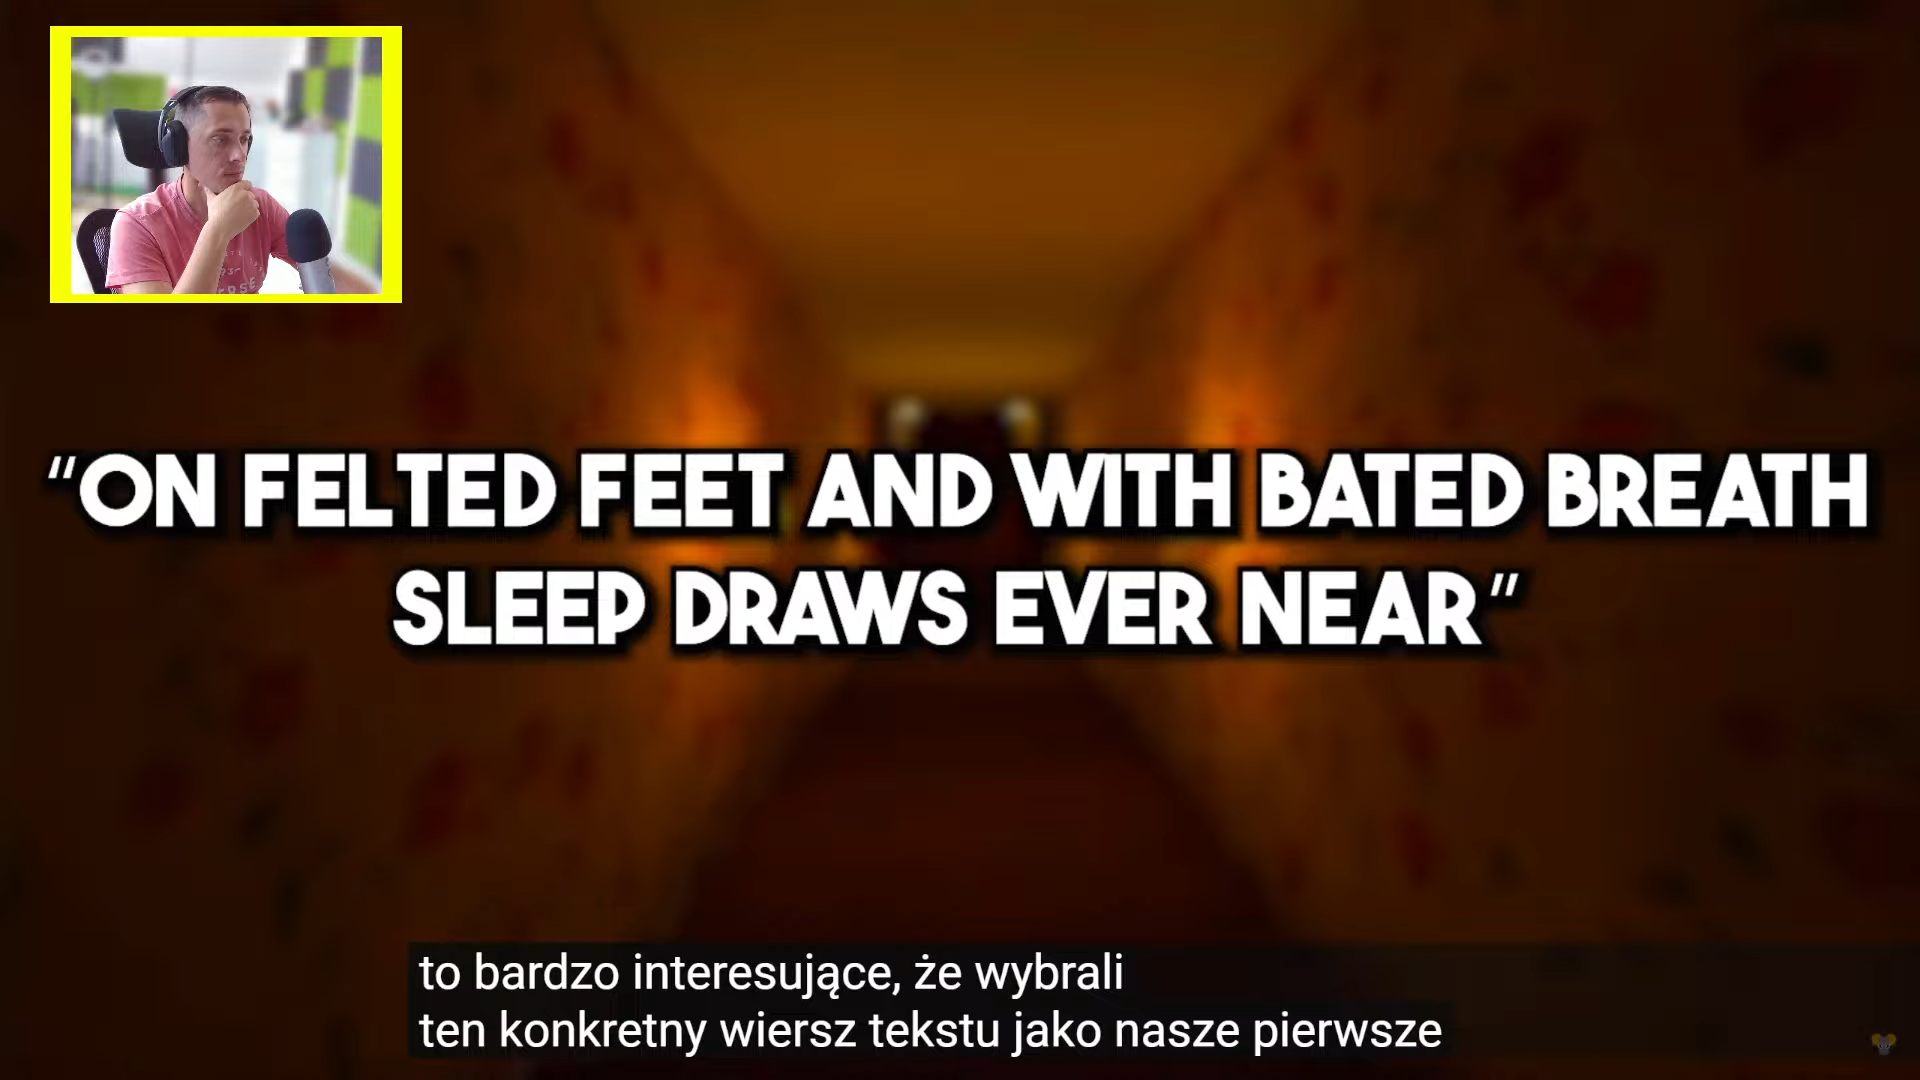 “ON FELTED FEET AND WITH BATED BREATH
SLEEP DRAWS EVER NEAR”
to bardzo interesujące, że wybrali
ten konkretny wiersz tekstu jako nasze pierwsze